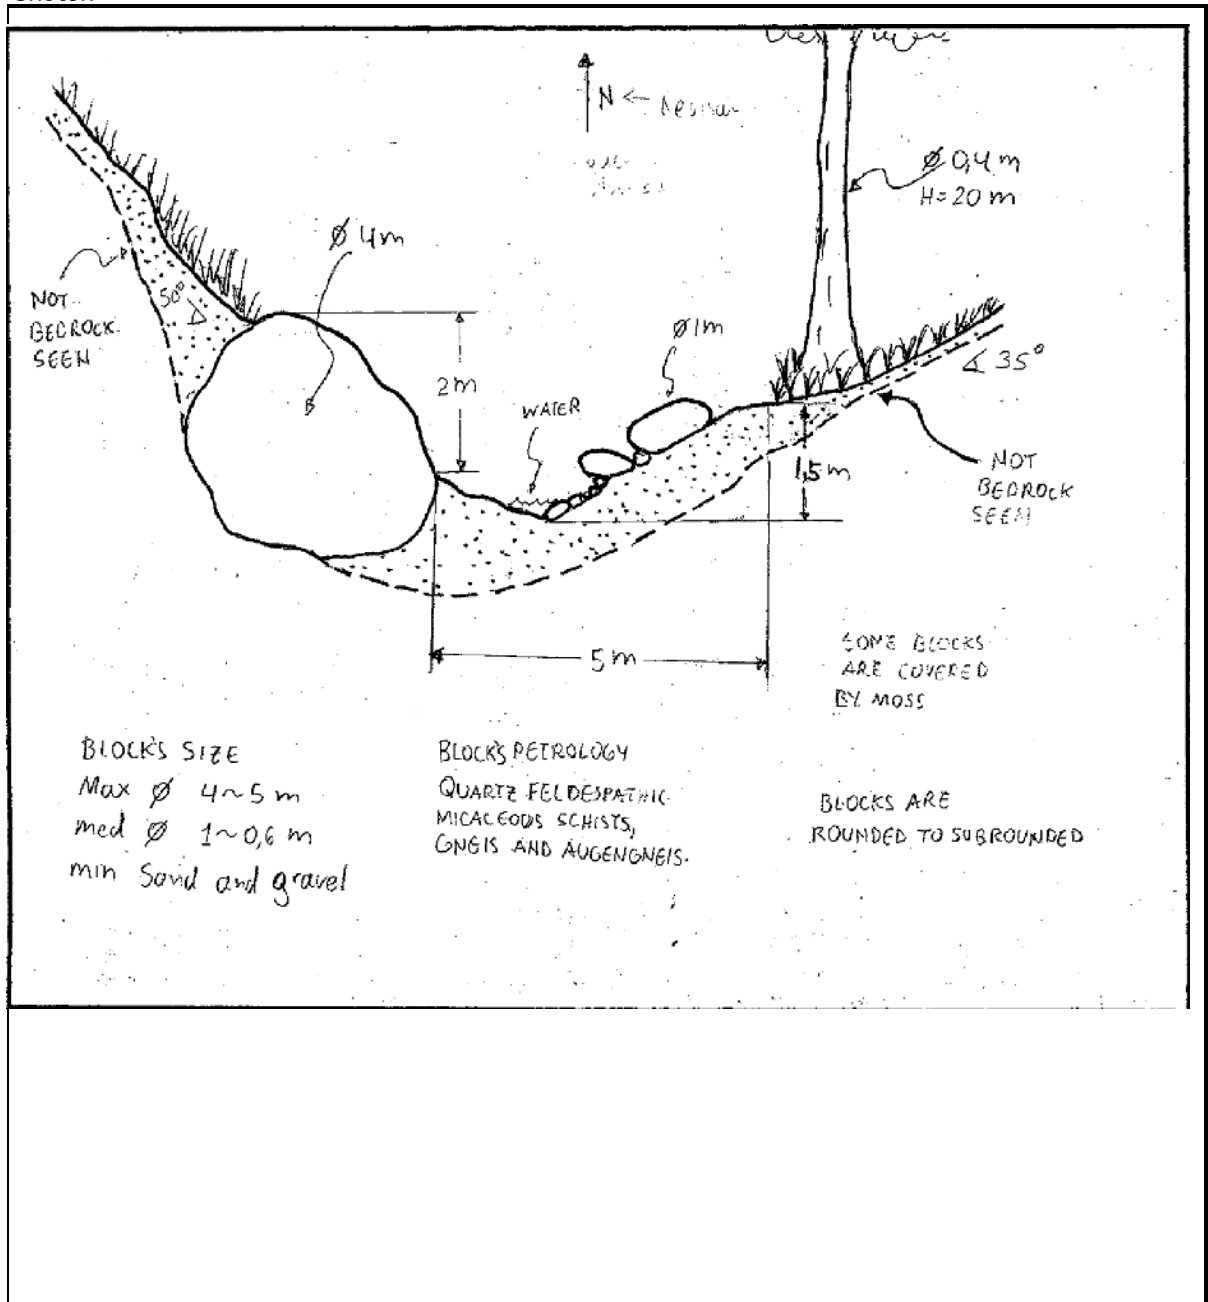 N ←
Ø 0,4 m
H=20 m
Ø 4m
50°
NOT
BEDROCK
SEEN
2m
Ø1m
WATER
∡ 35°
1,5 m
NOT
BEDROCK
SEEN
5m
SOME BLOCKS
ARE COVERED
BY MOSS
BLOCK'S SIZE
Max Ø 4~5 m
med Ø 1~0,6 m
min Sand and gravel
BLOCK'S PETROLOGY
QUARTZ FELDESPATHIC
MICACEOUS SCHISTS,
GNEIS AND AUGENGNEIS.
BLOCKS ARE
ROUNDED TO SUBROUNDED